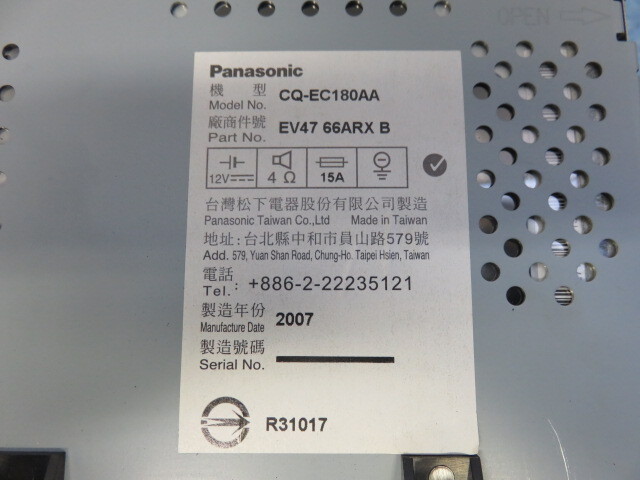 OPEN
Panasonic
機 型
Model No. CQ-EC180AA
廠商件號
Part No. EV47 66ARX B
12V 4 Ω 15A
台灣松下電器股份有限公司製造
Panasonic Taiwan Co.,Ltd Made in Taiwan
地址:台北縣中和市員山路579號
Add. 579, Yuan Shan Road, Chung-Ho. Taipei Hsien, Taiwan
電話
Tel. : +886-2-22235121
製造年份
Manufacture Date 2007
製造號碼
Serial No.
R31017